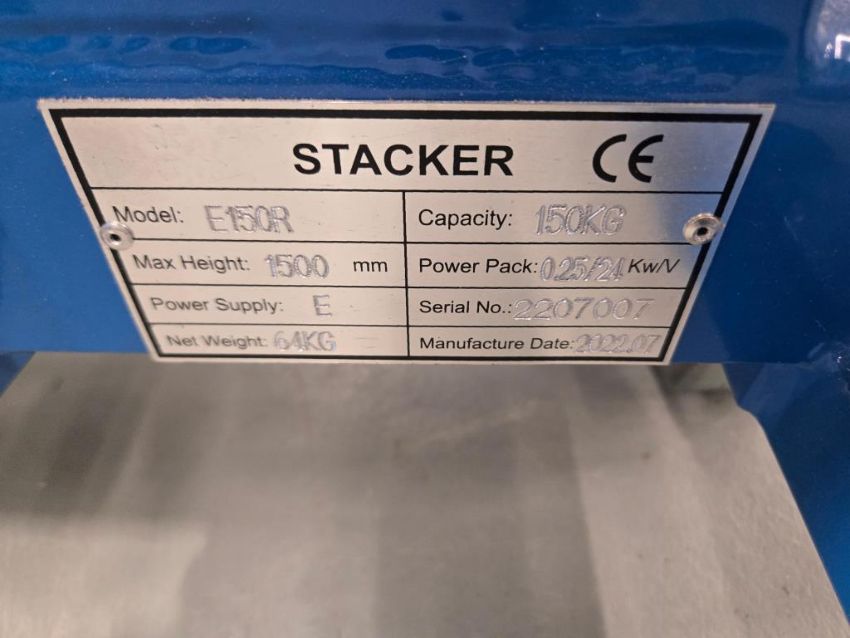 STACKER CE
Model: E150R Capacity: 150KG
Max Height: 1500 mm Power Pack: 0.25/24 Kw/V
Power Supply: E Serial No.: 2207007
Net Weight: 64KG Manufacture Date: 2022.07